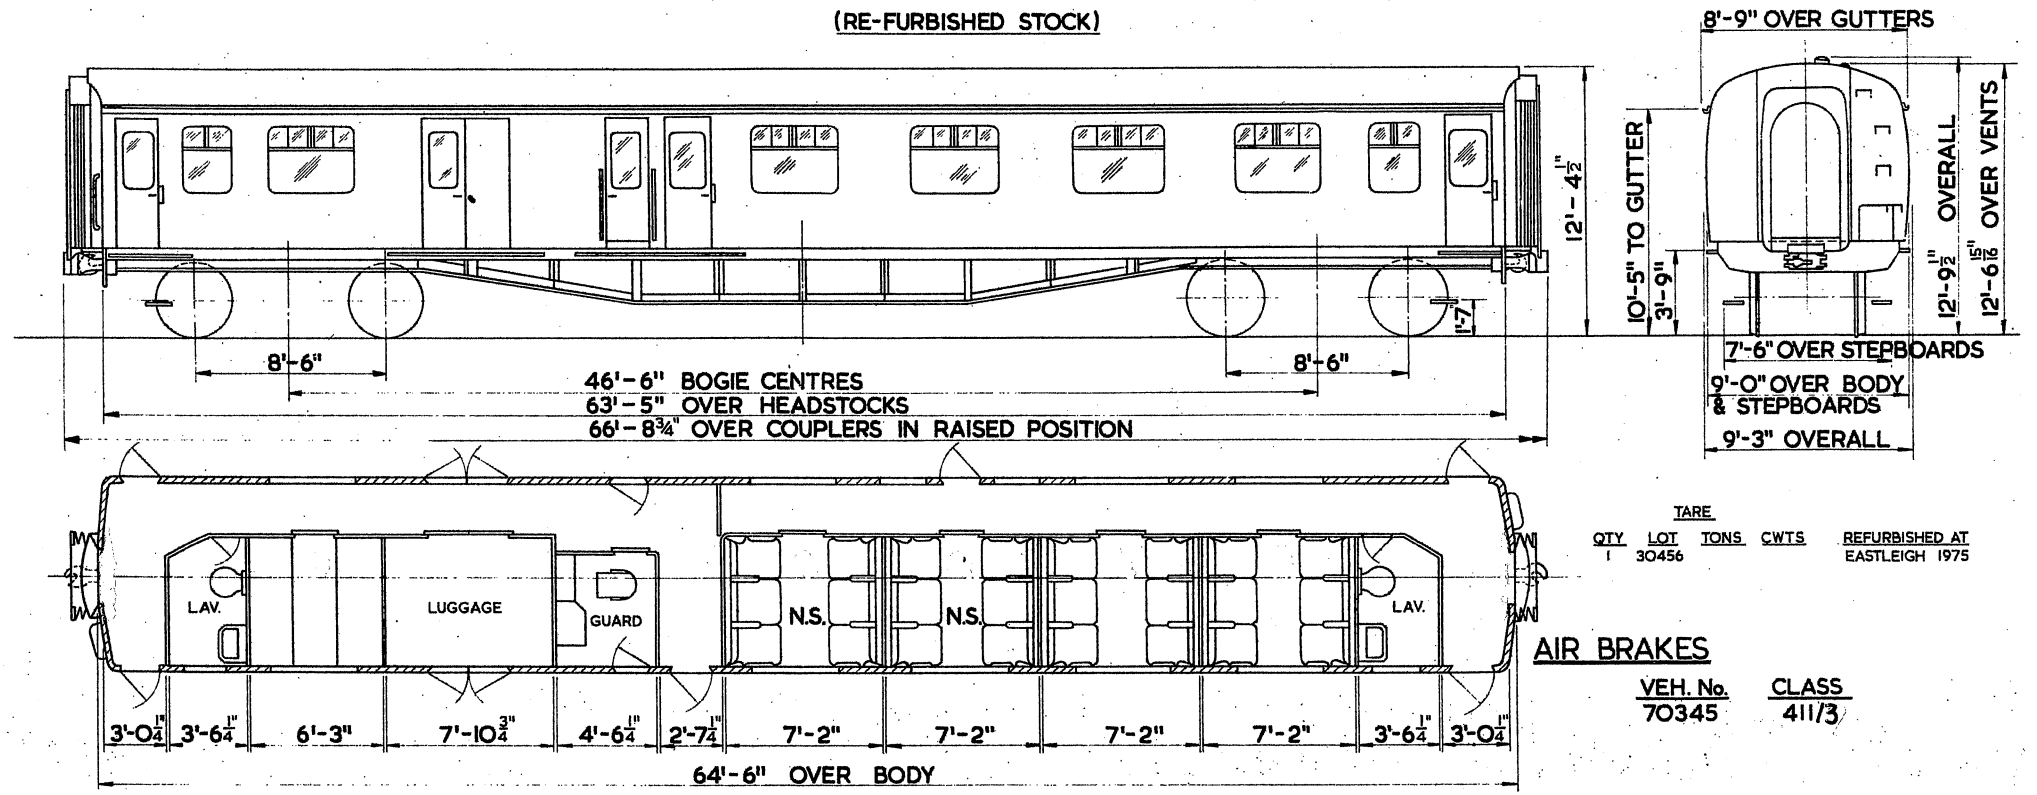 (RE-FURBISHED STOCK)
8'-9" OVER GUTTERS
12'-4½"
10'-5" TO GUTTER
3'-9"
12'-9½" OVERALL
12'-6 15/16" OVER VENTS
1'-7"
8'-6"
8'-6"
46'-6" BOGIE CENTRES
63'-5" OVER HEADSTOCKS
66'-8¾" OVER COUPLERS IN RAISED POSITION
7'-6" OVER STEPBOARDS
9'-0" OVER BODY
& STEPBOARDS
9'-3" OVERALL
TARE
QTY LOT TONS CWTS REFURBISHED AT
1 30456 EASTLEIGH 1975
LAV.
LUGGAGE
GUARD
N.S.
N.S.
LAV.
AIR BRAKES
VEH. No. CLASS
70345 411/3
3'-0¼" 3'-6¼" 6'-3" 7'-10¾" 4'-6¼" 2'-7¼" 7'-2" 7'-2" 7'-2" 7'-2" 3'-6¼" 3'-0¼"
64'-6" OVER BODY